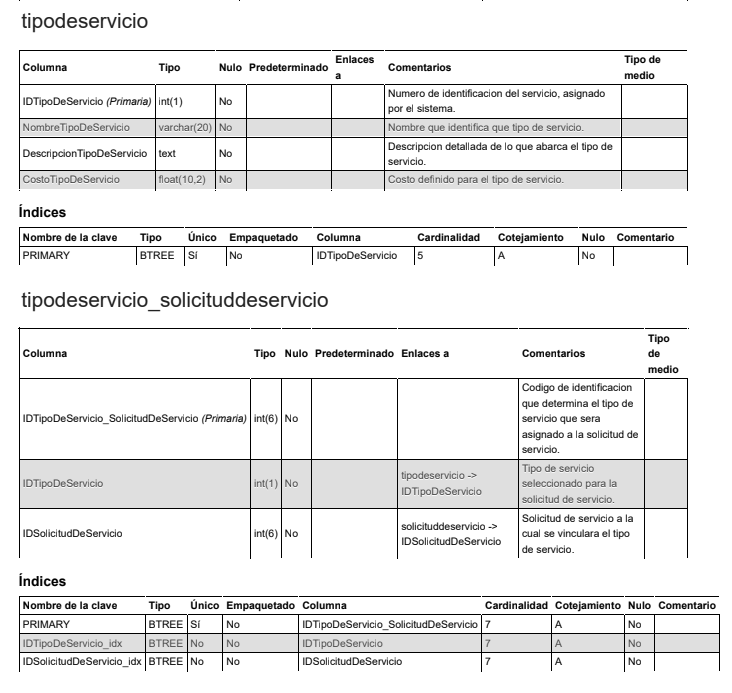 tipodeservicio
Columna Tipo Nulo Predeterminado Enlaces a Comentarios Tipo de medio
IDTipoDeServicio (Primaria) int(1) No Numero de identificacion del servicio, asignado
por el sistema.
NombreTipoDeServicio varchar(20) No Nombre que identifica que tipo de servicio.
DescripcionTipoDeServicio text No Descripcion detallada de lo que abarca el tipo de
servicio.
CostoTipoDeServicio float(10,2) No Costo definido para el tipo de servicio.
Índices
Nombre de la clave Tipo Único Empaquetado Columna Cardinalidad Cotejamiento Nulo Comentario
PRIMARY BTREE Sí No IDTipoDeServicio 5 A No
tipodeservicio_solicituddeservicio
Columna Tipo Nulo Predeterminado Enlaces a Comentarios Tipo
de
medio
IDTipoDeServicio_SolicitudDeServicio (Primaria) int(6) No Codigo de identificacion
que determina el tipo de
servicio que sera
asignado a la solicitud de
servicio.
IDTipoDeServicio int(1) No tipodeservicio ->
IDTipoDeServicio Tipo de servicio
seleccionado para la
solicitud de servicio.
IDSolicitudDeServicio int(6) No solicituddeservicio ->
IDSolicitudDeServicio Solicitud de servicio a la
cual se vinculara el tipo
de servicio.
Índices
Nombre de la clave Tipo Único Empaquetado Columna Cardinalidad Cotejamiento Nulo Comentario
PRIMARY BTREE Sí No IDTipoDeServicio_SolicitudDeServicio 7 A No
IDTipoDeServicio_idx BTREE No No IDTipoDeServicio 7 A No
IDSolicitudDeServicio_idx BTREE No No IDSolicitudDeServicio 7 A No